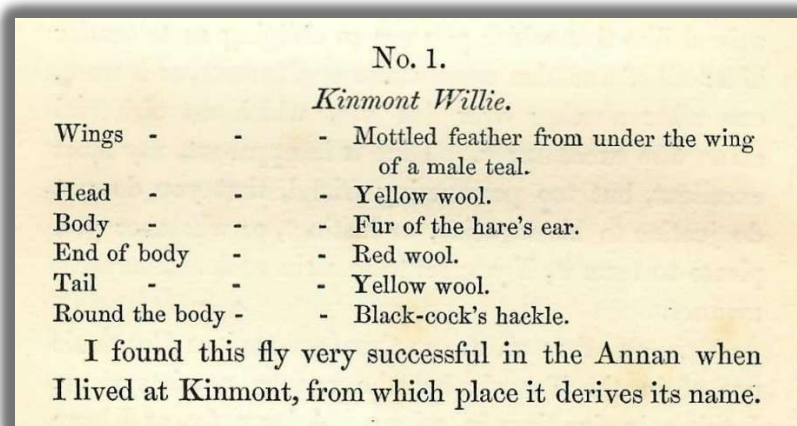 No. 1.
Kinmont Willie.
Wings - - - Mottled feather from under the wing
of a male teal.
Head - - - Yellow wool.
Body - - - Fur of the hare's ear.
End of body - - Red wool.
Tail - - - Yellow wool.
Round the body - - Black-cock's hackle.
I found this fly very successful in the Annan when
I lived at Kinmont, from which place it derives its name.